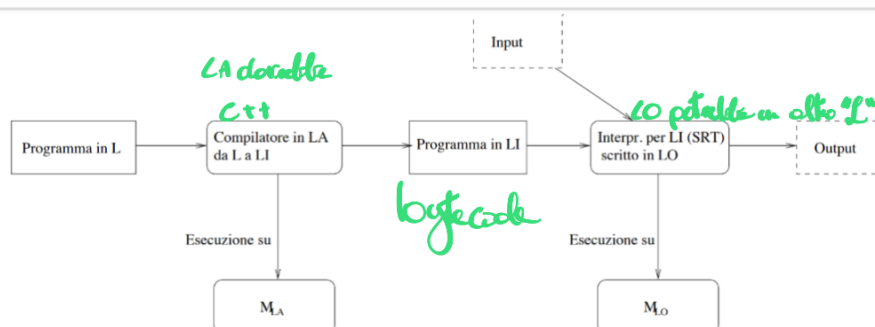 Input
LA dovrebbe
C++
LO potrebbe un altro "L"
Programma in L
Compilatore in LA
da L a LI
Programma in LI
Interpr. per LI (SRT)
scritto in LO
Output
bytecode
Esecuzione su
Esecuzione su
MLA
MLO